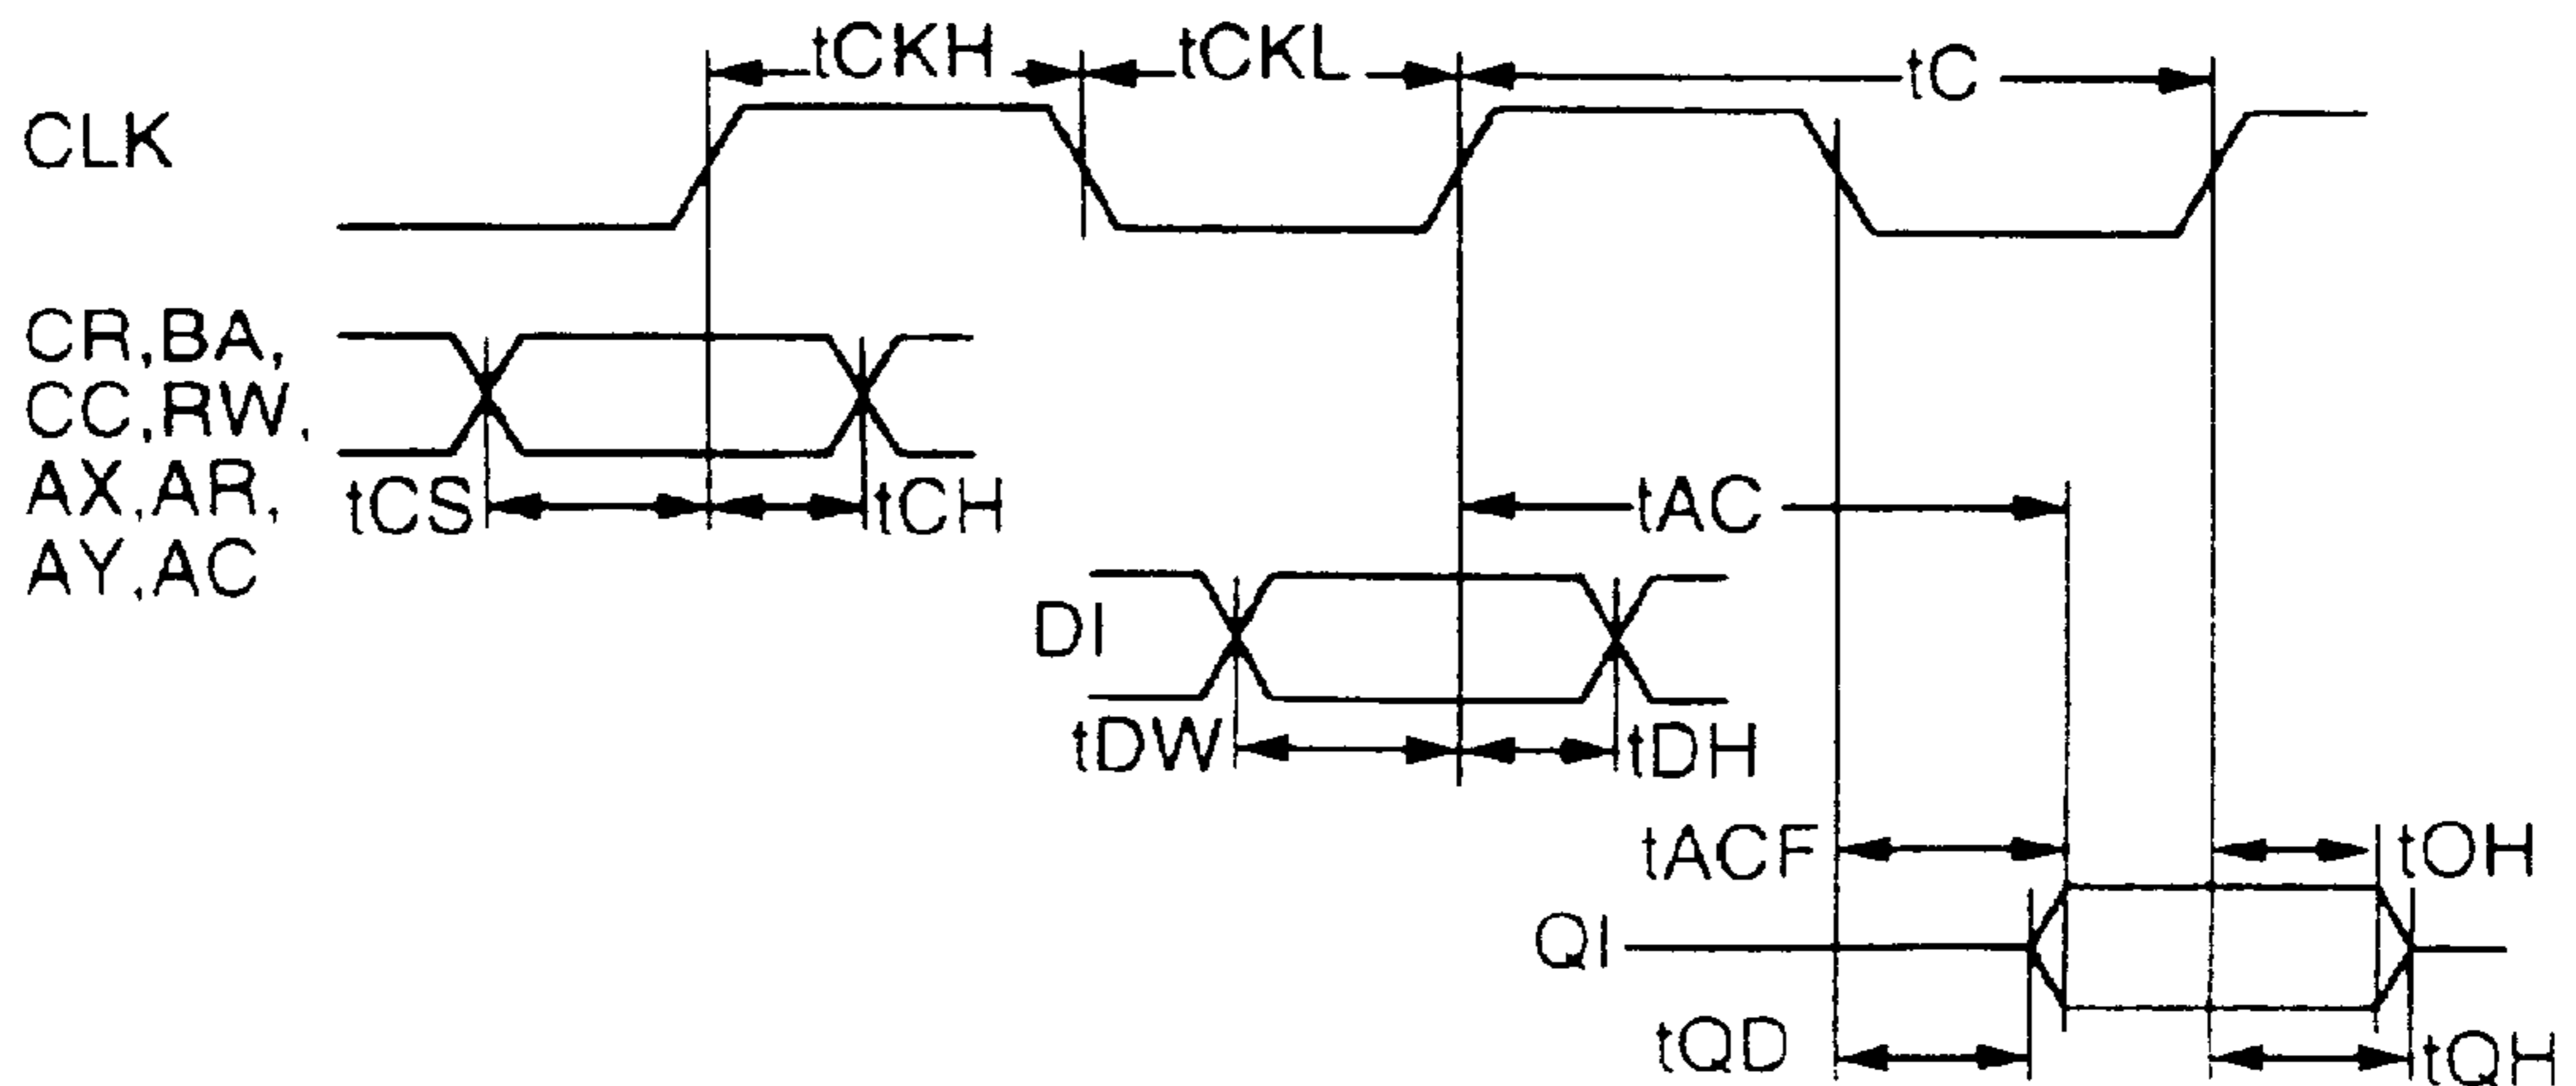 tCKH
tCKL
tC
CLK
CR,BA,
CC,RW,
AX,AR,
AY,AC
tCS
tCH
tAC
DI
tDW
tDH
tACF
tOH
QI
tQD
tQH